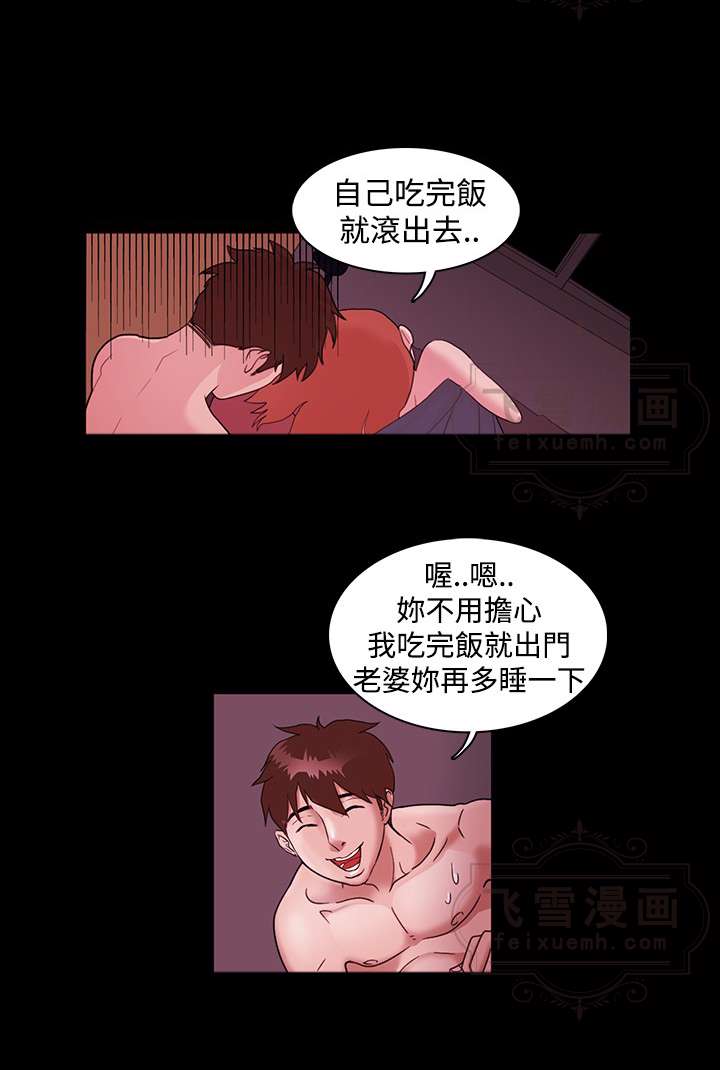 自己吃完飯
就滾出去..
飞雪漫画
feixuemh.com
喔..嗯..
妳不用擔心
我吃完飯就出門
老婆妳再多睡一下
飞雪漫画
feixuemh.com